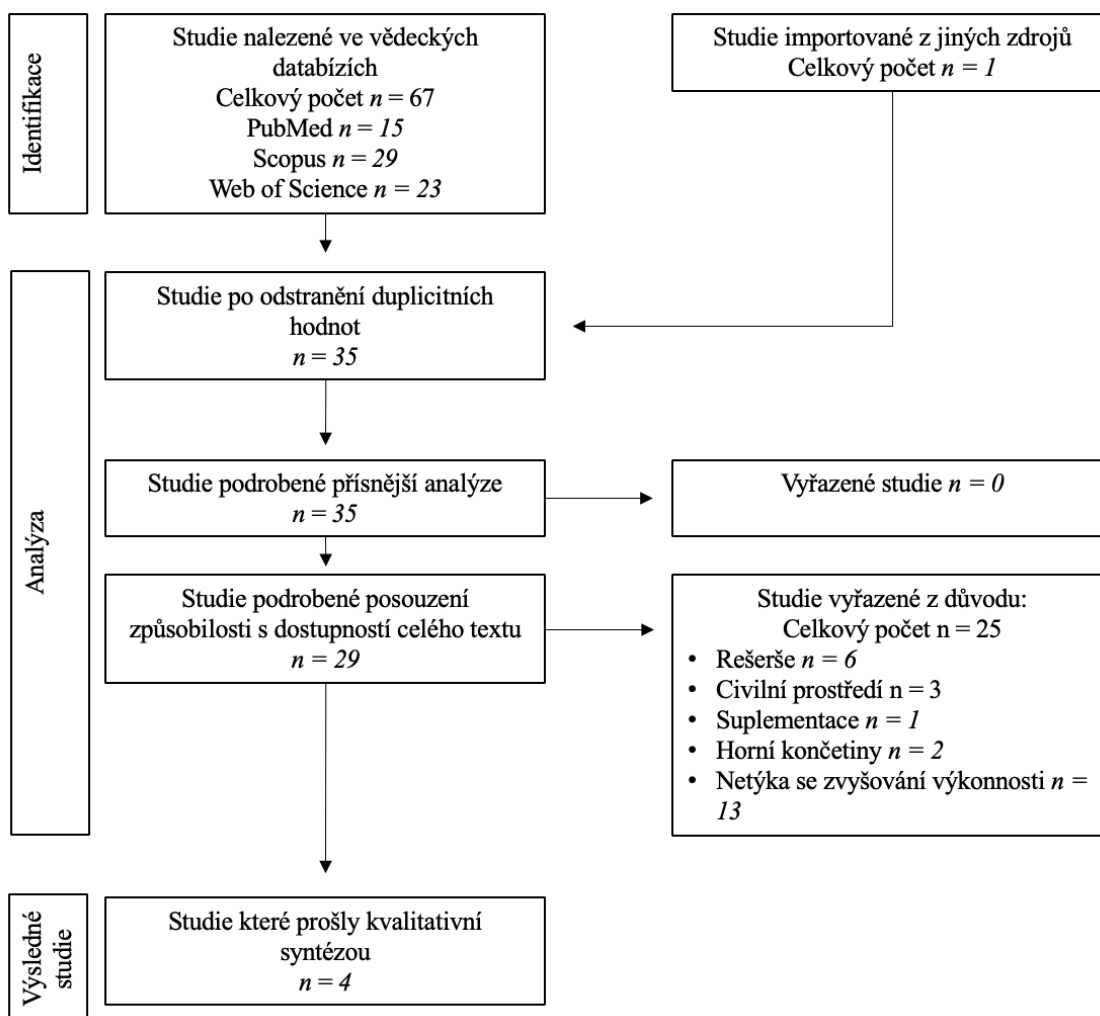 Identifikace
Studie nalezené ve vědeckých
databízích
Celkový počet n = 67
PubMed n = 15
Scopus n = 29
Web of Science n = 23
Studie importované z jiných zdrojů
Celkový počet n = 1
Analýza
Studie po odstranění duplicitních
hodnot
n = 35
Studie podrobené přísnější analýze
n = 35
Vyřazené studie n = 0
Studie podrobené posouzení
způsobilosti s dostupností celého textu
n = 29
Studie vyřazené z důvodu:
Celkový počet n = 25
• Rešerše n = 6
• Civilní prostředí n = 3
• Suplementace n = 1
• Horní končetiny n = 2
• Netýka se zvyšování výkonnosti n =
13
Výsledné
studie
Studie které prošly kvalitativní
syntézou
n = 4